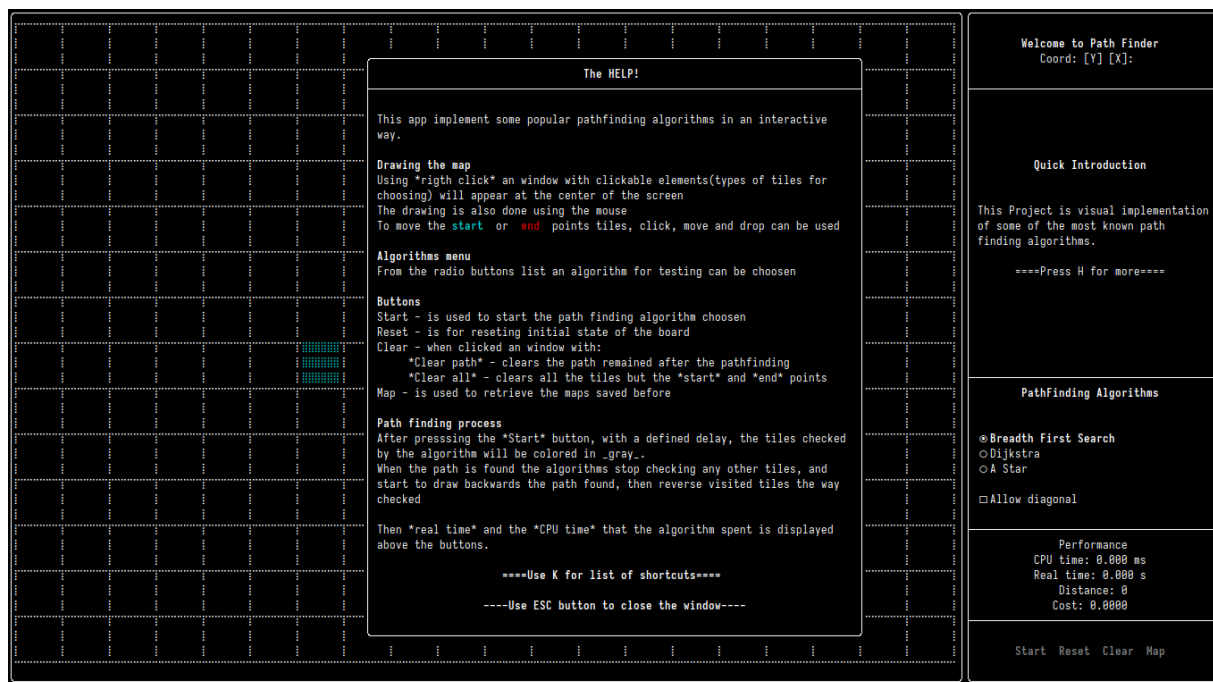 The HELP!
This app implement some popular pathfinding algorithms in an interactive
way.
Drawing the map
Using *rigth click* an window with clickable elements(types of tiles for
choosing) will appear at the center of the screen
The drawing is also done using the mouse
To move the start or end points tiles, click, move and drop can be used
Algorithms menu
From the radio buttons list an algorithm for testing can be choosen
Buttons
Start - is used to start the path finding algorithm choosen
Reset - is for reseting initial state of the board
Clear - when clicked an window with:
*Clear path* - clears the path remained after the pathfinding
*Clear all* - clears all the tiles but the *start* and *end* points
Map - is used to retrieve the maps saved before
Path finding process
After presssing the *Start* button, with a defined delay, the tiles checked
by the algorithm will be colored in _gray_.
When the path is found the algorithms stop checking any other tiles, and
start to draw backwards the path found, then reverse visited tiles the way
checked
Then *real time* and the *CPU time* that the algorithm spent is displayed
above the buttons.
====Use K for list of shortcuts====
----Use ESC button to close the window----
Welcome to Path Finder
Coord: [Y] [X]:
Quick Introduction
This Project is visual implementation
of some of the most known path
finding algorithms.
====Press H for more====
PathFinding Algorithms
Breadth First Search
Dijkstra
A Star
Allow diagonal
Performance
CPU time: 0.000 ms
Real time: 0.000 s
Distance: 0
Cost: 0.0000
Start Reset Clear Map